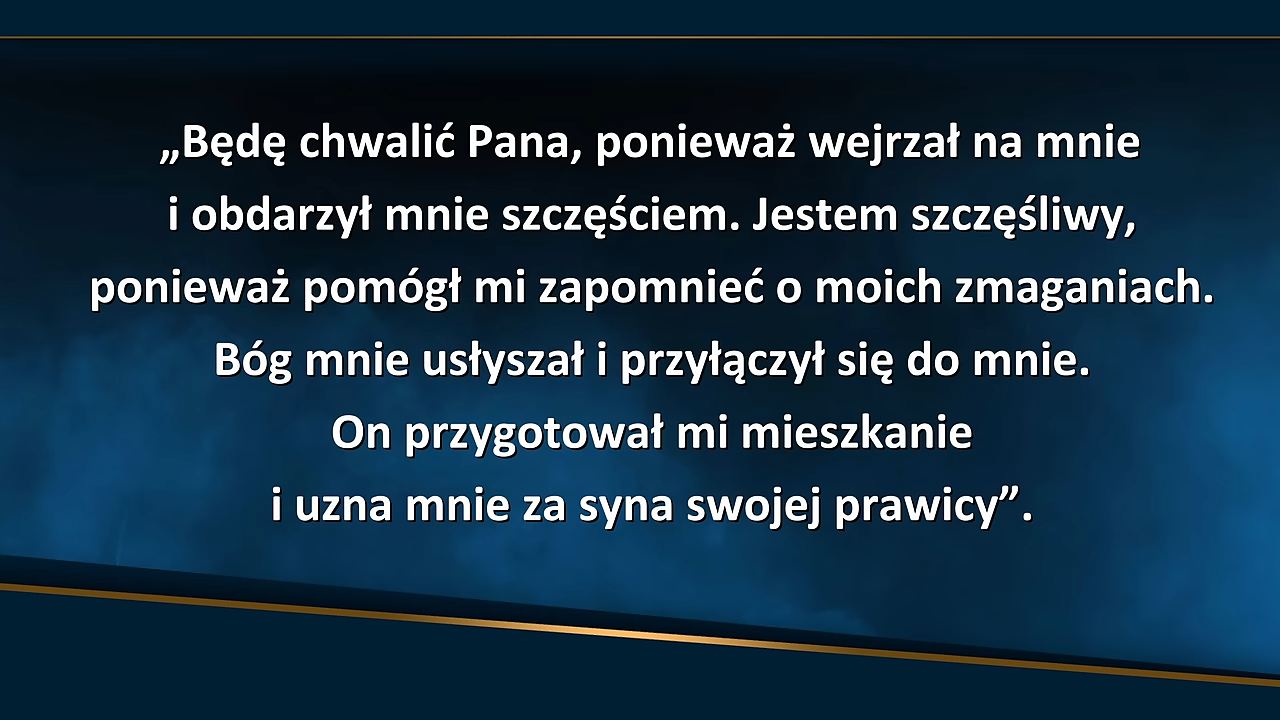 „Będę chwalić Pana, ponieważ wejrzał na mnie
i obdarzył mnie szczęściem. Jestem szczęśliwy,
ponieważ pomógł mi zapomnieć o moich zmaganiach.
Bóg mnie usłyszał i przyłączył się do mnie.
On przygotował mi mieszkanie
i uzna mnie za syna swojej prawicy”.